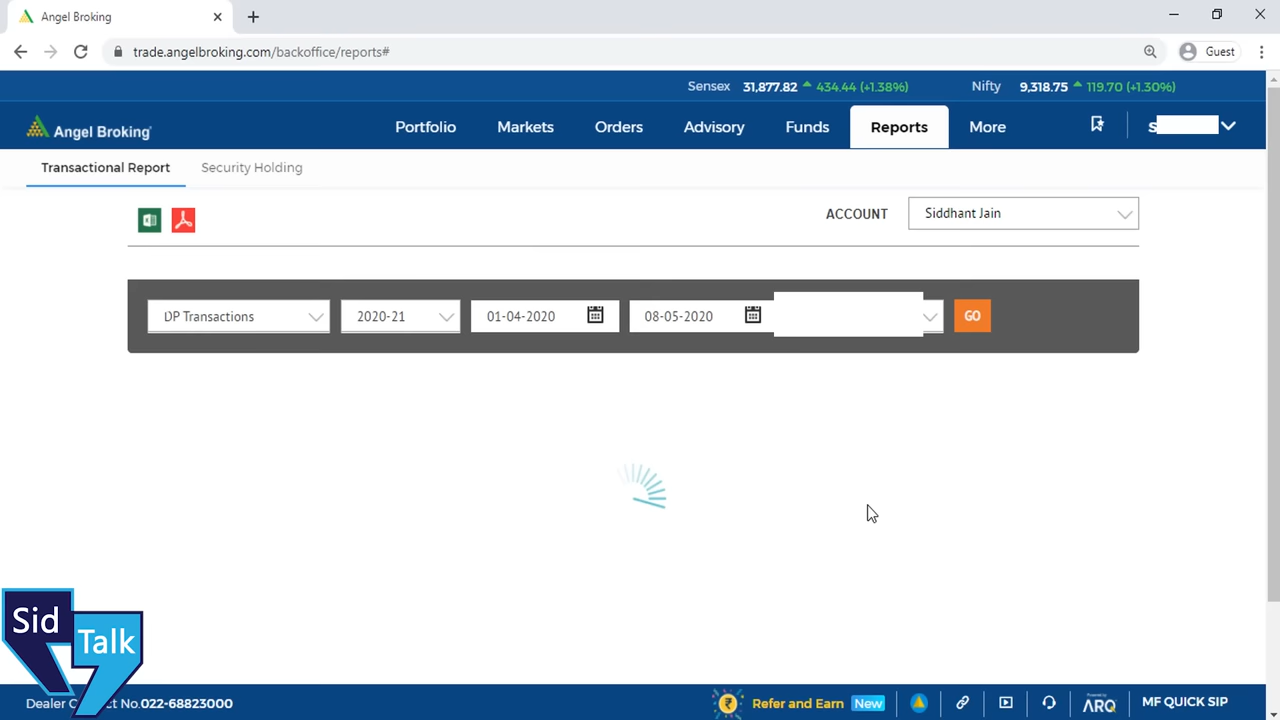 Angel Broking
trade.angelbroking.com/backoffice/reports#
Guest
Sensex 31,877.82 434.44 (+1.38%) Nifty 9,318.75 119.70 (+1.30%)
Angel Broking Portfolio Markets Orders Advisory Funds Reports More s
Transactional Report Security Holding
ACCOUNT Siddhant Jain
DP Transactions 2020-21 01-04-2020 08-05-2020 GO
Sid
Talk
Dealer C t No.022-68823000 Refer and Earn New Powered by ARQ MF QUICK SIP